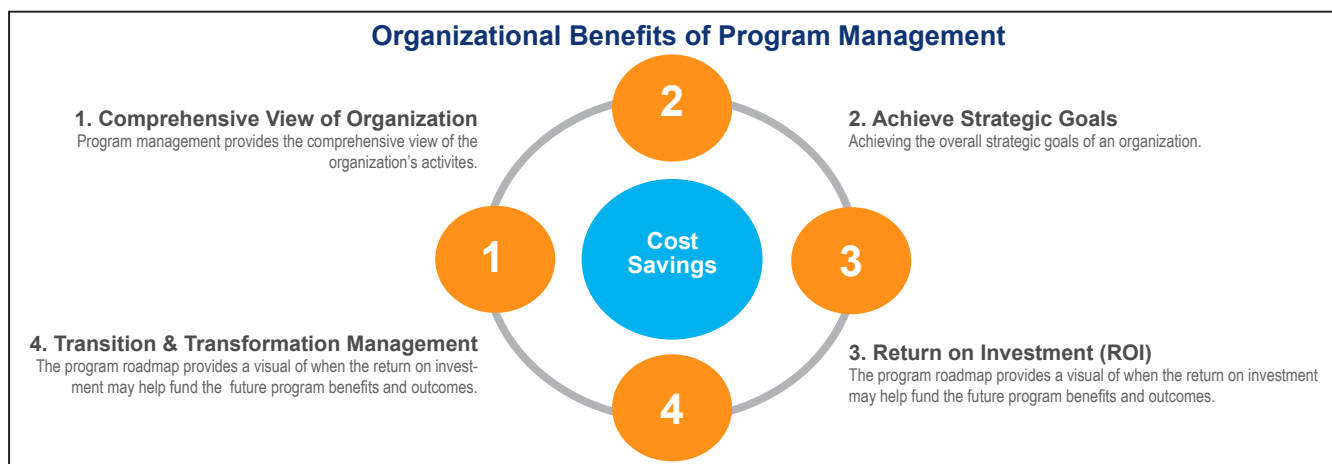 Organizational Benefits of Program Management
1. Comprehensive View of Organization
Program management provides the comprehensive view of the
organization's activites.
2
2. Achieve Strategic Goals
Achieving the overall strategic goals of an organization.
1
Cost
Savings
3
4. Transition & Transformation Management
The program roadmap provides a visual of when the return on invest-
ment may help fund the future program benefits and outcomes.
4
3. Return on Investment (ROI)
The program roadmap provides a visual of when the return on investment
may help fund the future program benefits and outcomes.